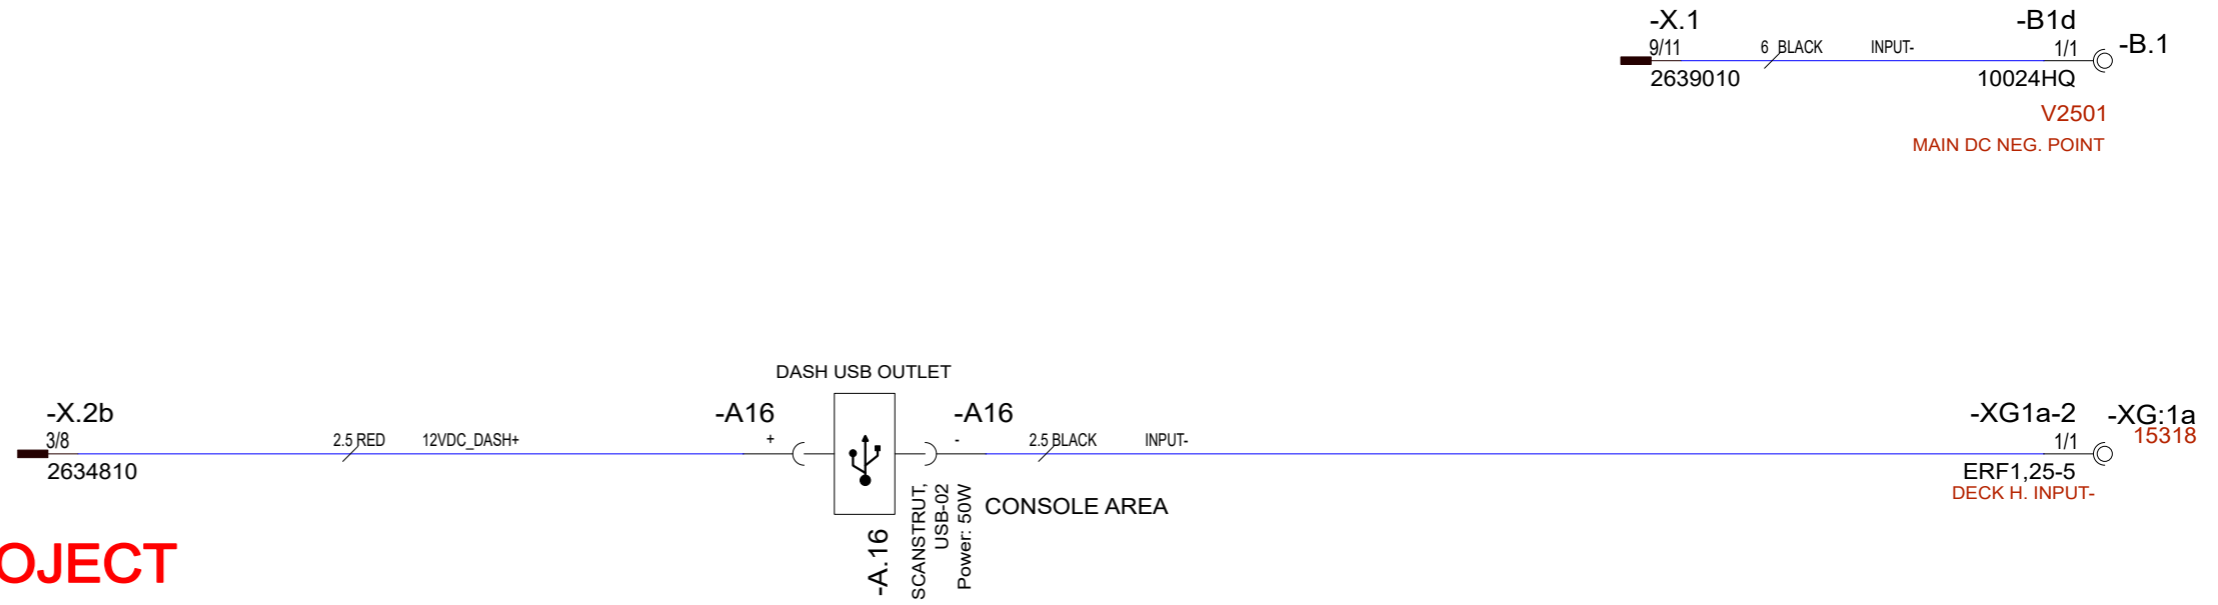 -X.1
-B1d
9/11
6 BLACK
INPUT-
1/1
-B.1
2639010
10024HQ
V2501
MAIN DC NEG. POINT
DASH USB OUTLET
-X.2b
-A16
-A16
-XG1a-2
-XG:1a
3/8
2.5 RED
12VDC_DASH+
+
-
2.5 BLACK
INPUT-
1/1
15318
2634810
ERF1,25-5
DECK H. INPUT-
CONSOLE AREA
-A.16
SCANSTRUT,
USB-02
Power: 50W
OJECT